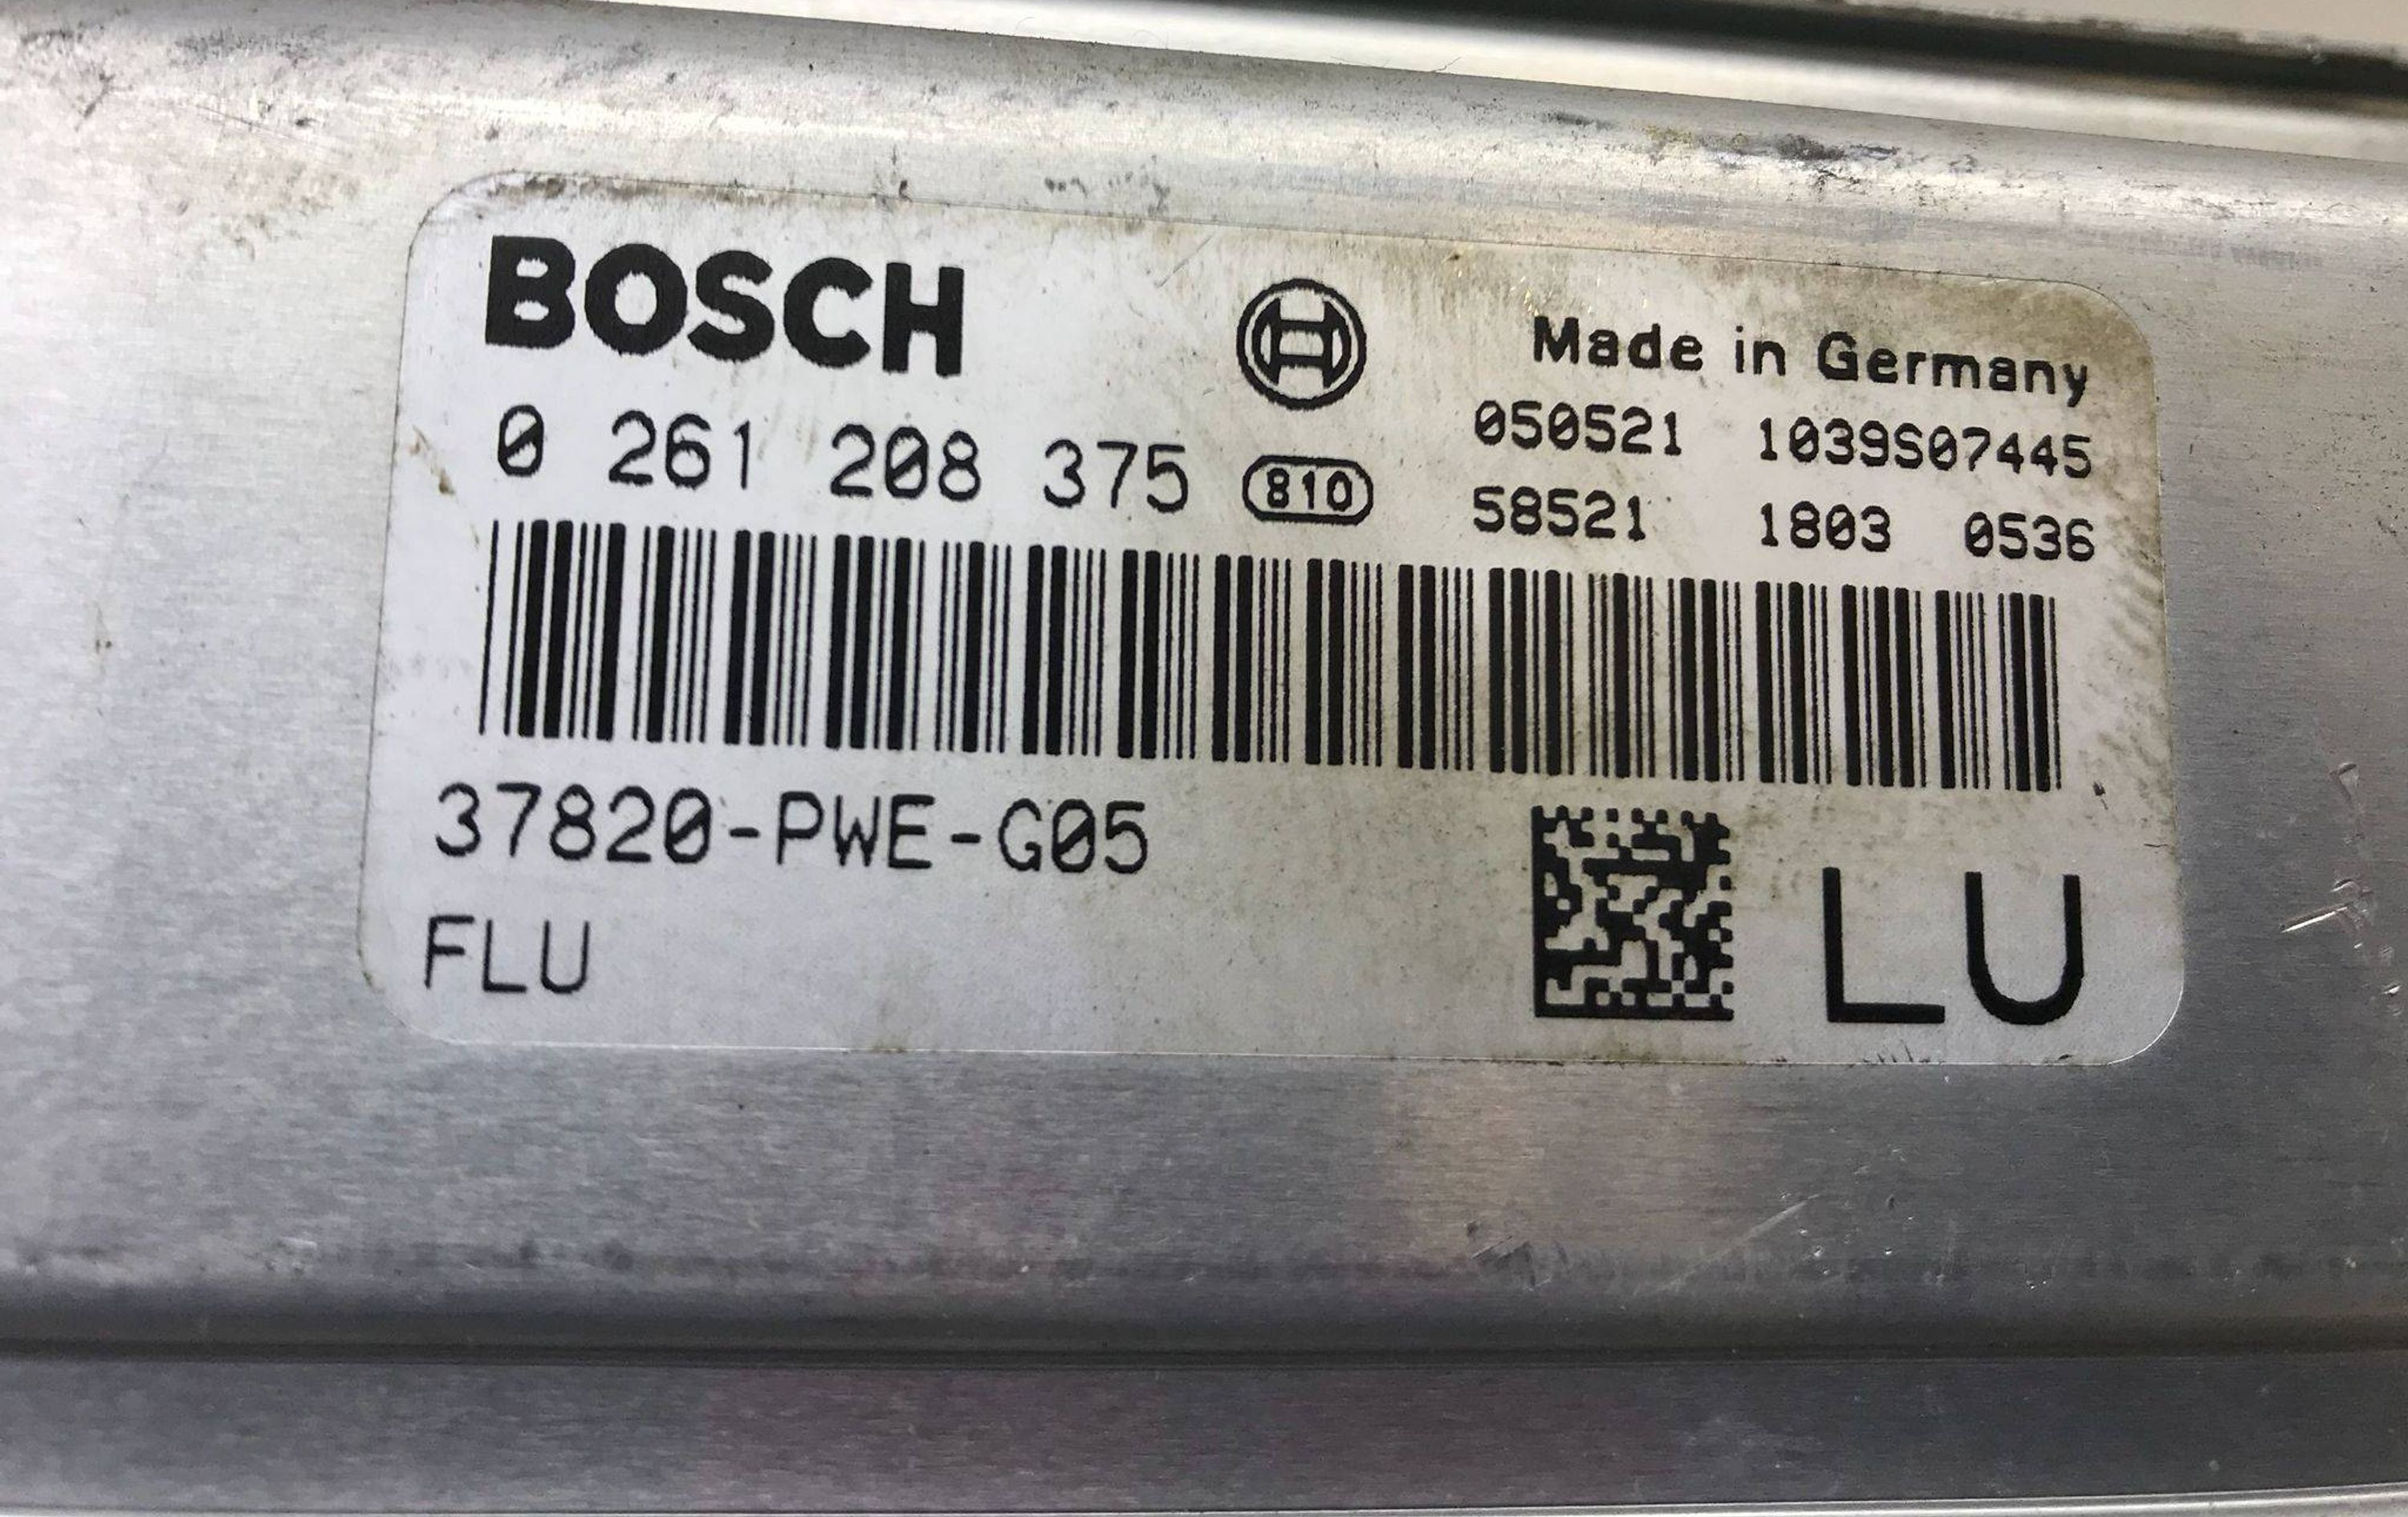 BOSCH
Made in Germany
0 261 208 375
810
050521 1039S07445
58521 1803 0536
37820-PWE-G05
FLU
LU